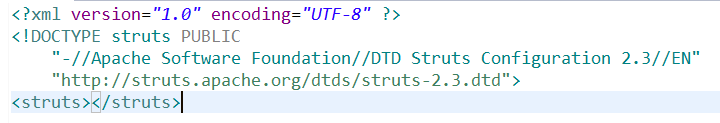 <?xml version="1.0" encoding="UTF-8" ?>
<!DOCTYPE struts PUBLIC
    "-//Apache Software Foundation//DTD Struts Configuration 2.3//EN"
    "http://struts.apache.org/dtds/struts-2.3.dtd">
<struts></struts>